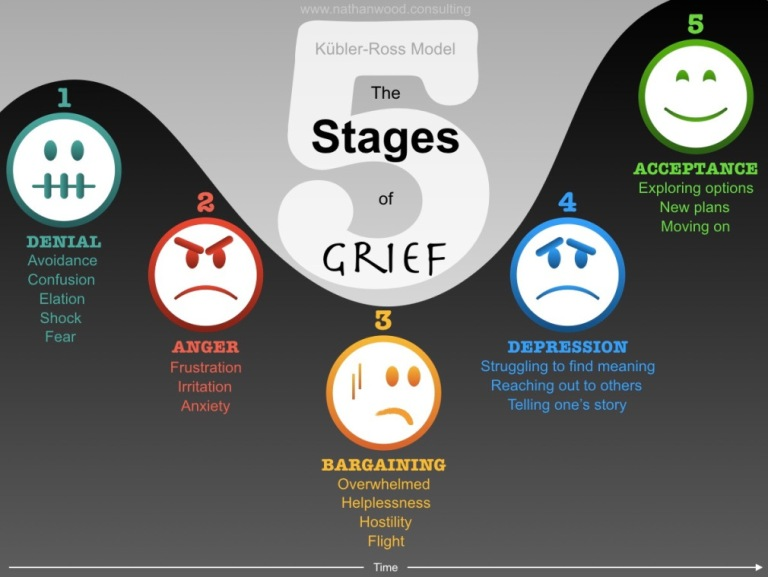 www.nathanwood.consulting
Kübler-Ross Model
5
The
Stages
of
GRIEF
1
DENIAL
Avoidance
Confusion
Elation
Shock
Fear
2
ANGER
Frustration
Irritation
Anxiety
3
BARGAINING
Overwhelmed
Helplessness
Hostility
Flight
4
DEPRESSION
Struggling to find meaning
Reaching out to others
Telling one's story
5
ACCEPTANCE
Exploring options
New plans
Moving on
Time